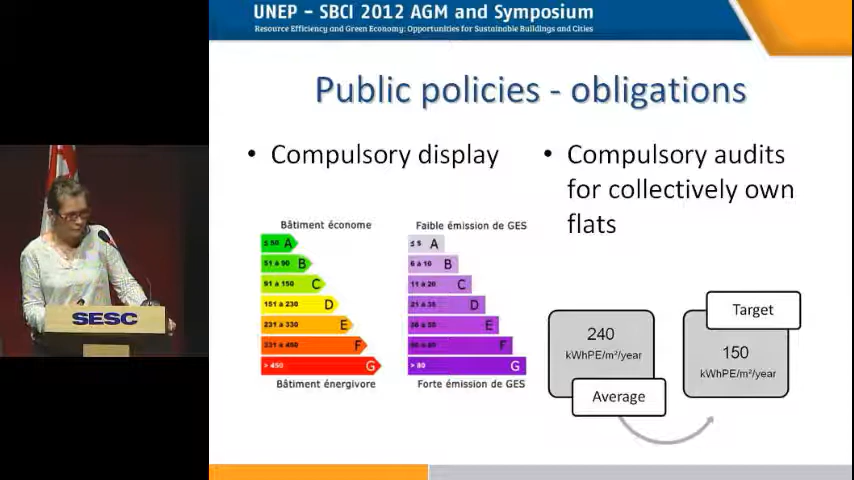 UNEP – SBCI 2012 AGM and Symposium
Resource Efficiency and Green Economy: Opportunities for Sustainable Buildings and Cities
Public policies - obligations
• Compulsory display
• Compulsory audits
for collectively own
flats
Bâtiment économe
≤ 50 A
51 à 90 B
91 à 150 C
151 à 230 D
231 à 330 E
331 à 450 F
> 450 G
Bâtiment énergivore
Faible émission de GES
≤ 5 A
6 à 10 B
11 à 20 C
21 à 35 D
36 à 55 E
56 à 80 F
> 80 G
Forte émission de GES
240
kWhPE/m²/year
Average
Target
150
kWhPE/m²/year
SESC